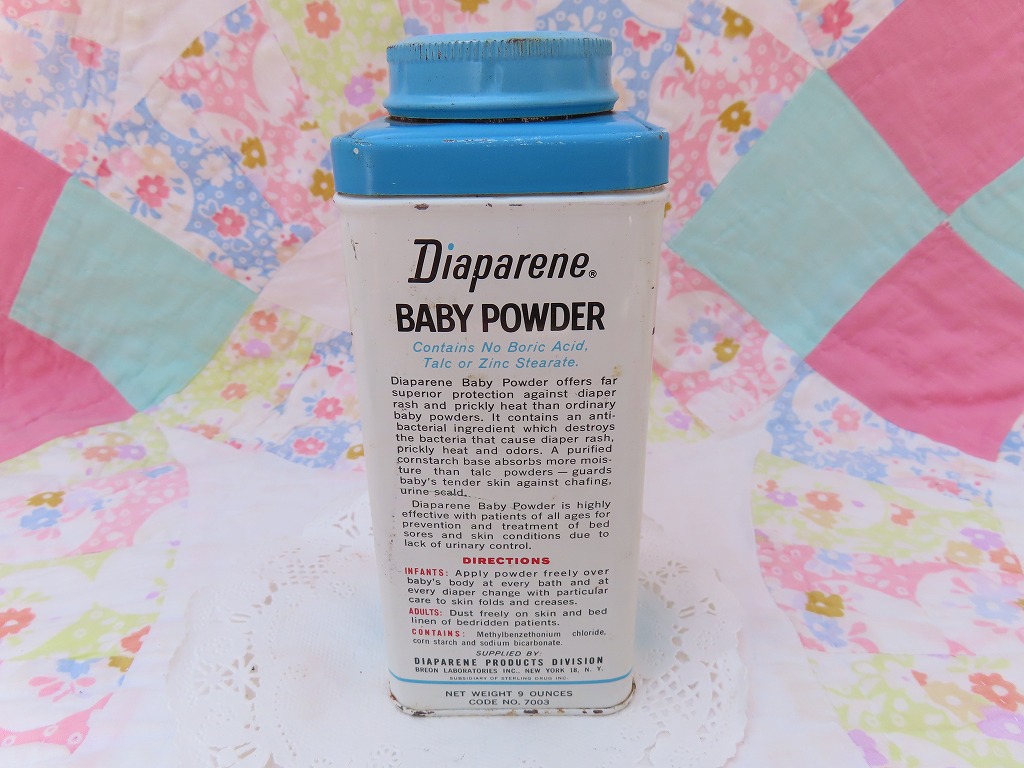 Diaparene®
BABY POWDER
Contains No Boric Acid,
Talc or Zinc Stearate.
Diaparene Baby Powder offers far
superior protection against diaper
rash and prickly heat than ordinary
baby powders. It contains an anti-
bacterial ingredient which destroys
the bacteria that cause diaper rash,
prickly heat and odors. A purified
cornstarch base absorbs more mois-
ture than talc powders — guards
baby's tender skin against chafing,
urine scald.
Diaparene Baby Powder is highly
effective with patients of all ages for
prevention and treatment of bed
sores and skin conditions due to
lack of urinary control.
DIRECTIONS
INFANTS: Apply powder freely over
baby's body at every bath and at
every diaper change with particular
care to skin folds and creases.
ADULTS: Dust freely on skin and bed
linen of bedridden patients.
CONTAINS: Methylbenzethonium chloride,
corn starch and sodium bicarbonate.
SUPPLIED BY:
DIAPARENE PRODUCTS DIVISION
BREON LABORATORIES INC. NEW YORK 18, N. Y.
SUBSIDIARY OF STERLING DRUG INC.
NET WEIGHT 9 OUNCES
CODE NO. 7003